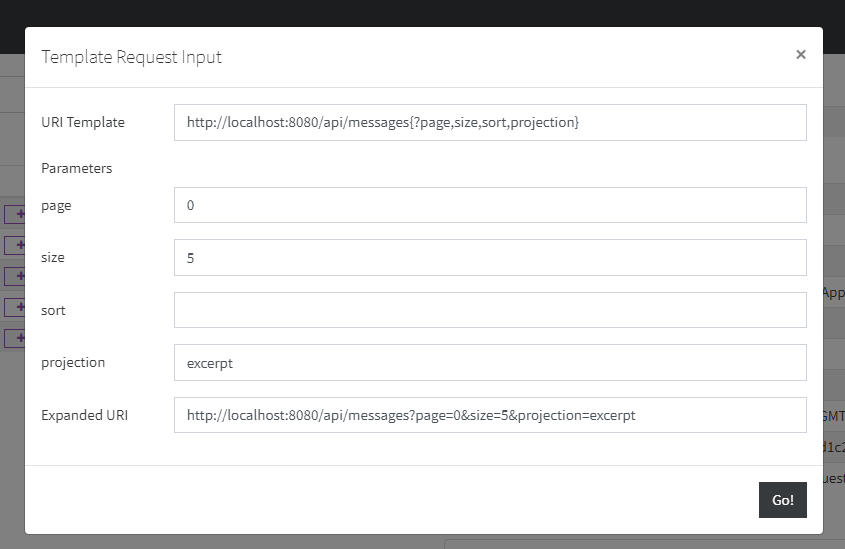 Template Request Input ×
URI Template http://localhost:8080/api/messages{?page,size,sort,projection}
Parameters
page 0
size 5
App
sort
projection excerpt
Expanded URI http://localhost:8080/api/messages?page=0&size=5&projection=excerpt
GMT
d1c2
uest
Go!